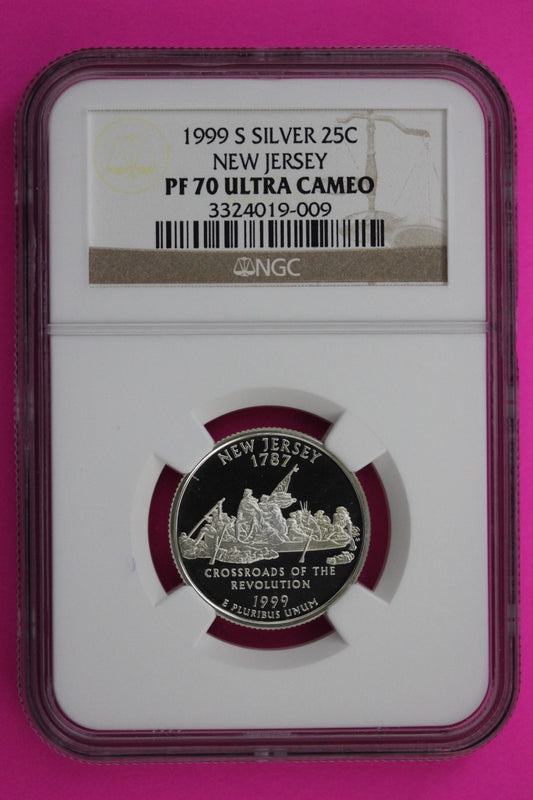 1999 S SILVER 25C
NEW JERSEY
PF 70 ULTRA CAMEO
3324019-009
NGC
NEW JERSEY
1787
CROSSROADS OF THE
REVOLUTION
1999
E PLURIBUS UNUM